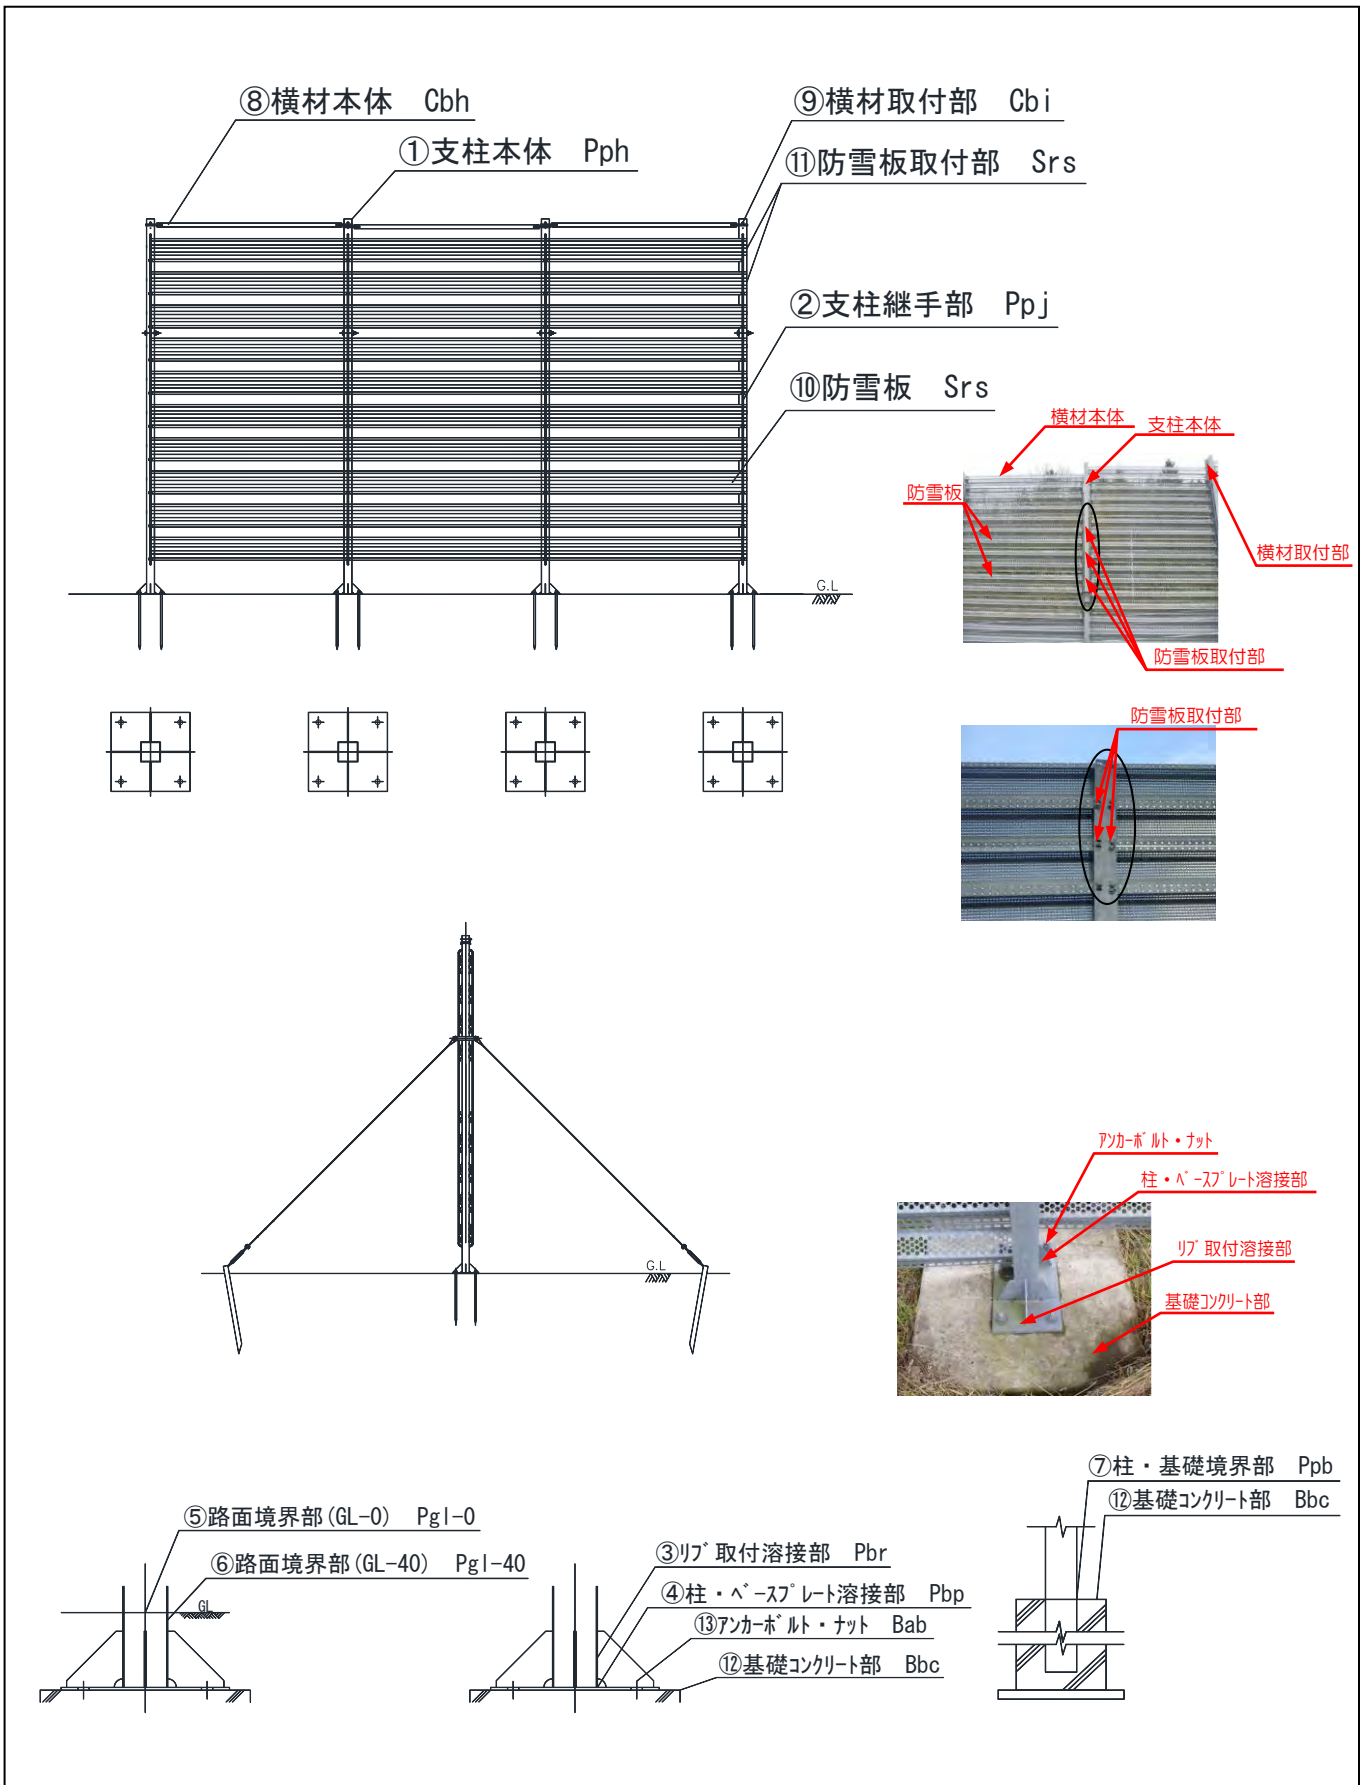 ⑧横材本体　Cbh
⑨横材取付部　Cbi
①支柱本体　Pph
⑪防雪板取付部　Srs
②支柱継手部　Ppj
⑩防雪板　Srs
横材本体
支柱本体
防雪板
横材取付部
G.L
防雪板取付部
防雪板取付部
アンカーボルト・ナット
柱・ベースプレート溶接部
リブ取付溶接部
G.L
基礎コンクリート部
⑦柱・基礎境界部　Ppb
⑫基礎コンクリート部　Bbc
⑤路面境界部(GL-0)　Pgl-0
⑥路面境界部(GL-40)　Pgl-40
③リブ取付溶接部　Pbr
④柱・ベースプレート溶接部　Pbp
GL
⑬アンカーボルト・ナット　Bab
⑫基礎コンクリート部　Bbc